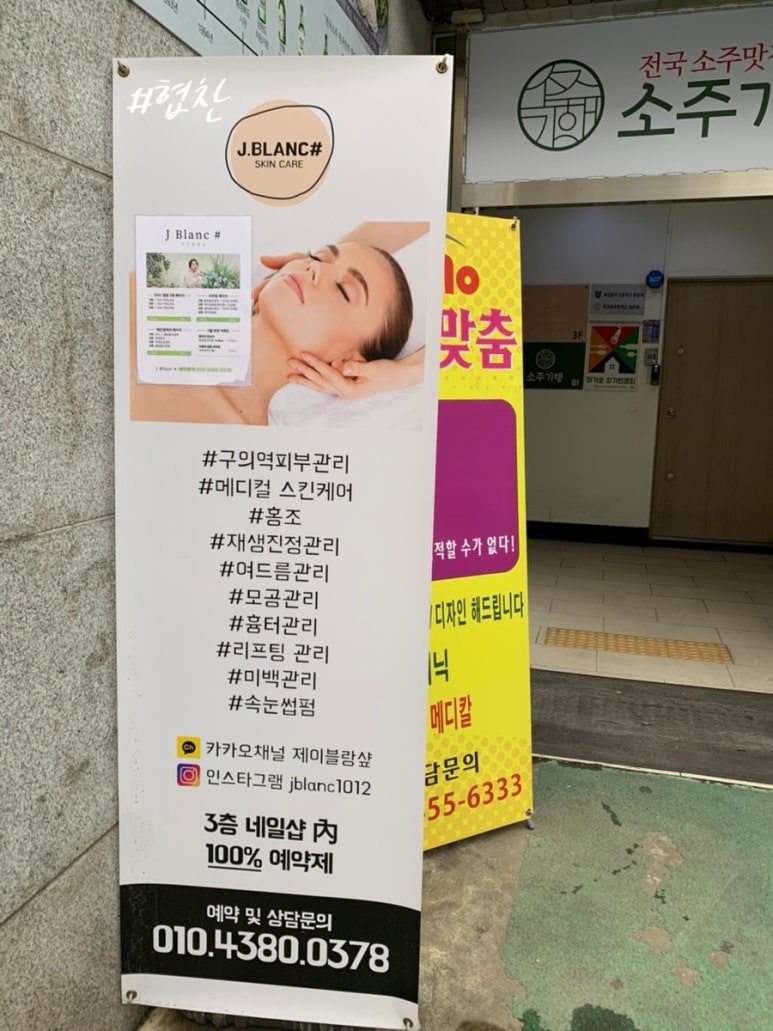 #협찬
J.BLANC#
SKIN CARE
J Blanc #
#구의역피부관리
#메디컬 스킨케어
#홍조
#재생진정관리
#여드름관리
#모공관리
#흉터관리
#리프팅 관리
#미백관리
#속눈썹펌
Ch
카카오채널 제이블랑샾
인스타그램 jblanc1012
3층 네일샵 內
100% 예약제
예약 및 상담문의
010.4380.0378
맞춤
적할 수가 없다!
디자인 해드립니다
닉
메디칼
담문의
55-6333
전국 소주맛
소주기
3F
소주기행
B1